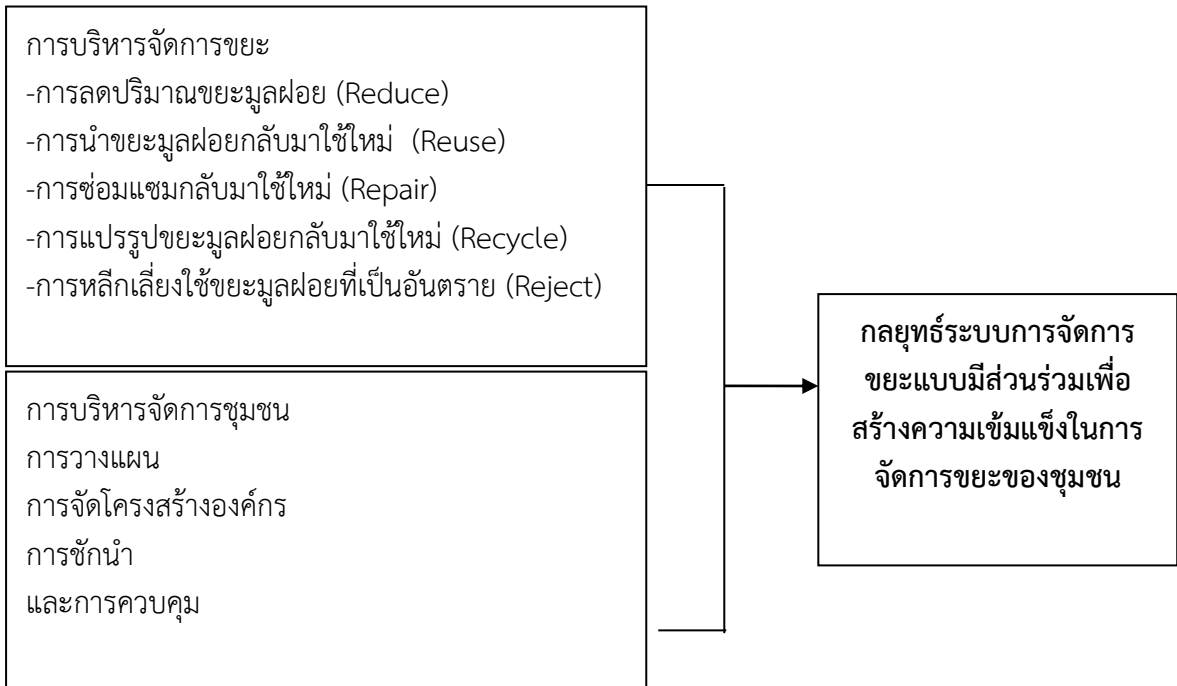 การบริหารจัดการขยะ
-การลดปริมาณขยะมูลฝอย (Reduce)
-การนำขยะมูลฝอยกลับมาใช้ใหม่ (Reuse)
-การซ่อมแซมกลับมาใช้ใหม่ (Repair)
-การแปรรูปขยะมูลฝอยกลับมาใช้ใหม่ (Recycle)
-การหลีกเลี่ยงใช้ขยะมูลฝอยที่เป็นอันตราย (Reject)
การบริหารจัดการชุมชน
การวางแผน
การจัดโครงสร้างองค์กร
การชักนำ
และการควบคุม
กลยุทธ์ระบบการจัดการ
ขยะแบบมีส่วนร่วมเพื่อ
สร้างความเข้มแข็งในการ
จัดการขยะของชุมชน